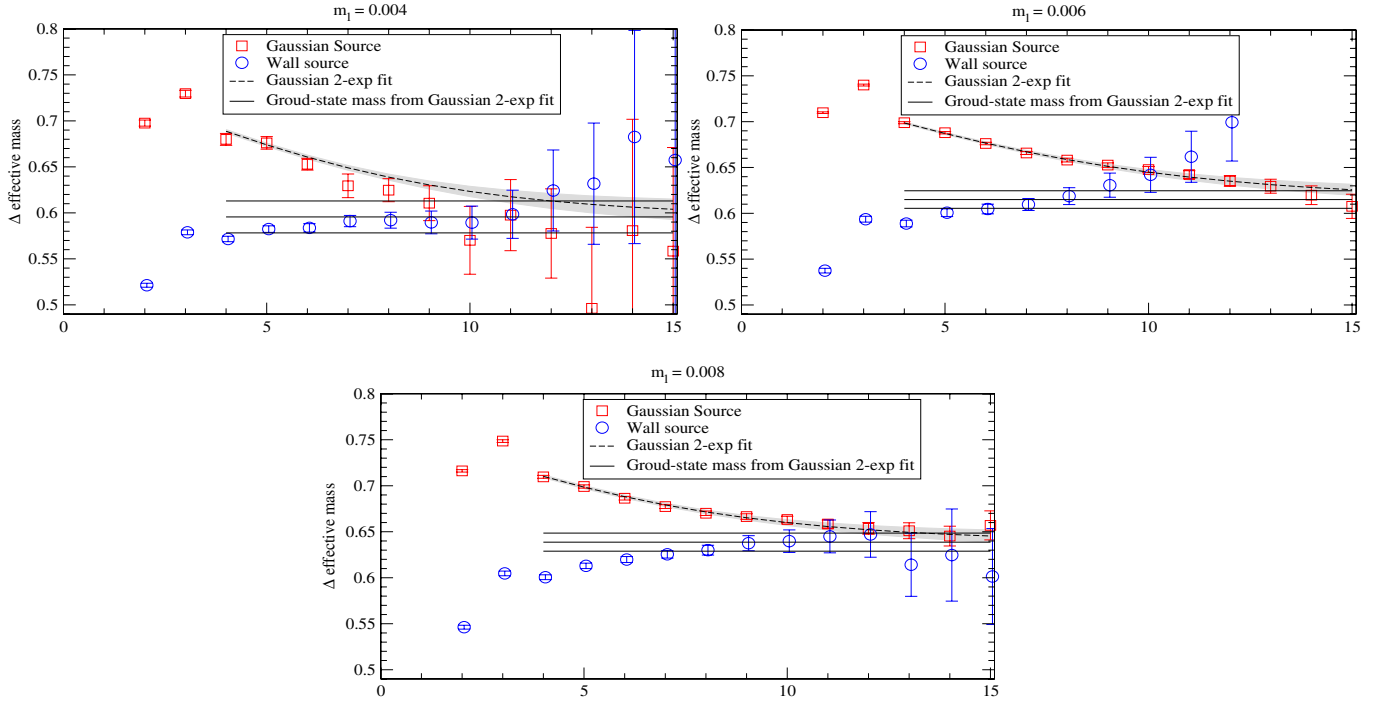 m_l = 0.004
Δ effective mass
0.8
0.75
0.7
0.65
0.6
0.55
0.5
Gaussian Source
Wall source
Gaussian 2-exp fit
Groud-state mass from Gaussian 2-exp fit
0 5 10 15
m_l = 0.006
Δ effective mass
0.8
0.75
0.7
0.65
0.6
0.55
0.5
Gaussian Source
Wall source
Gaussian 2-exp fit
Groud-state mass from Gaussian 2-exp fit
0 5 10 15
m_l = 0.008
Δ effective mass
0.8
0.75
0.7
0.65
0.6
0.55
0.5
Gaussian Source
Wall source
Gaussian 2-exp fit
Groud-state mass from Gaussian 2-exp fit
0 5 10 15